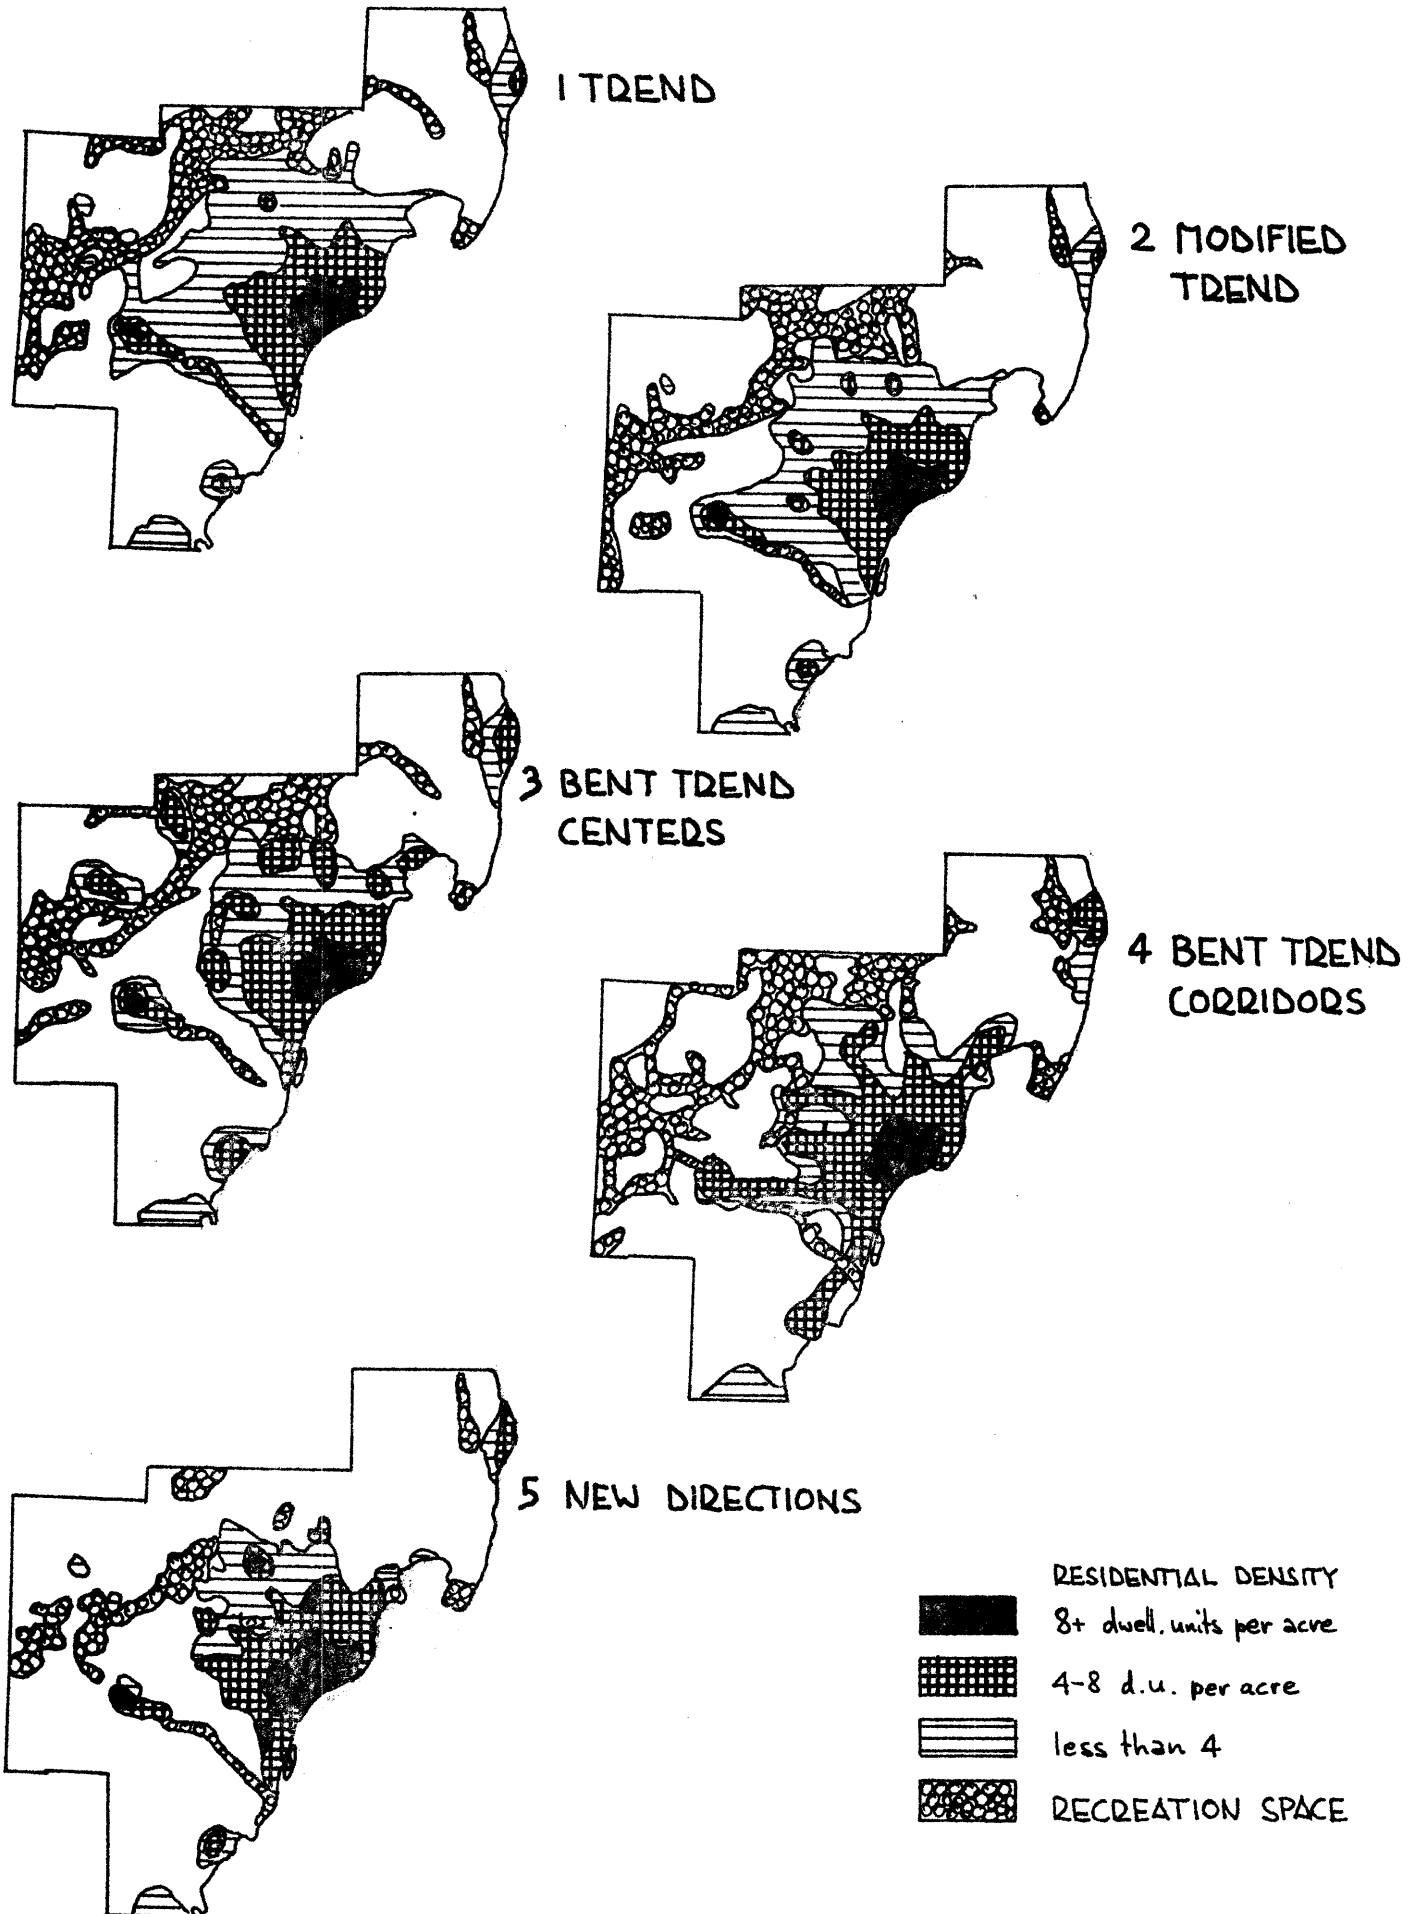 1 TREND
2 MODIFIED
TREND
3 BENT TREND
CENTERS
4 BENT TREND
CORRIDORS
5 NEW DIRECTIONS
RESIDENTIAL DENSITY
8+ dwell. units per acre
4-8 d.u. per acre
less than 4
RECREATION SPACE